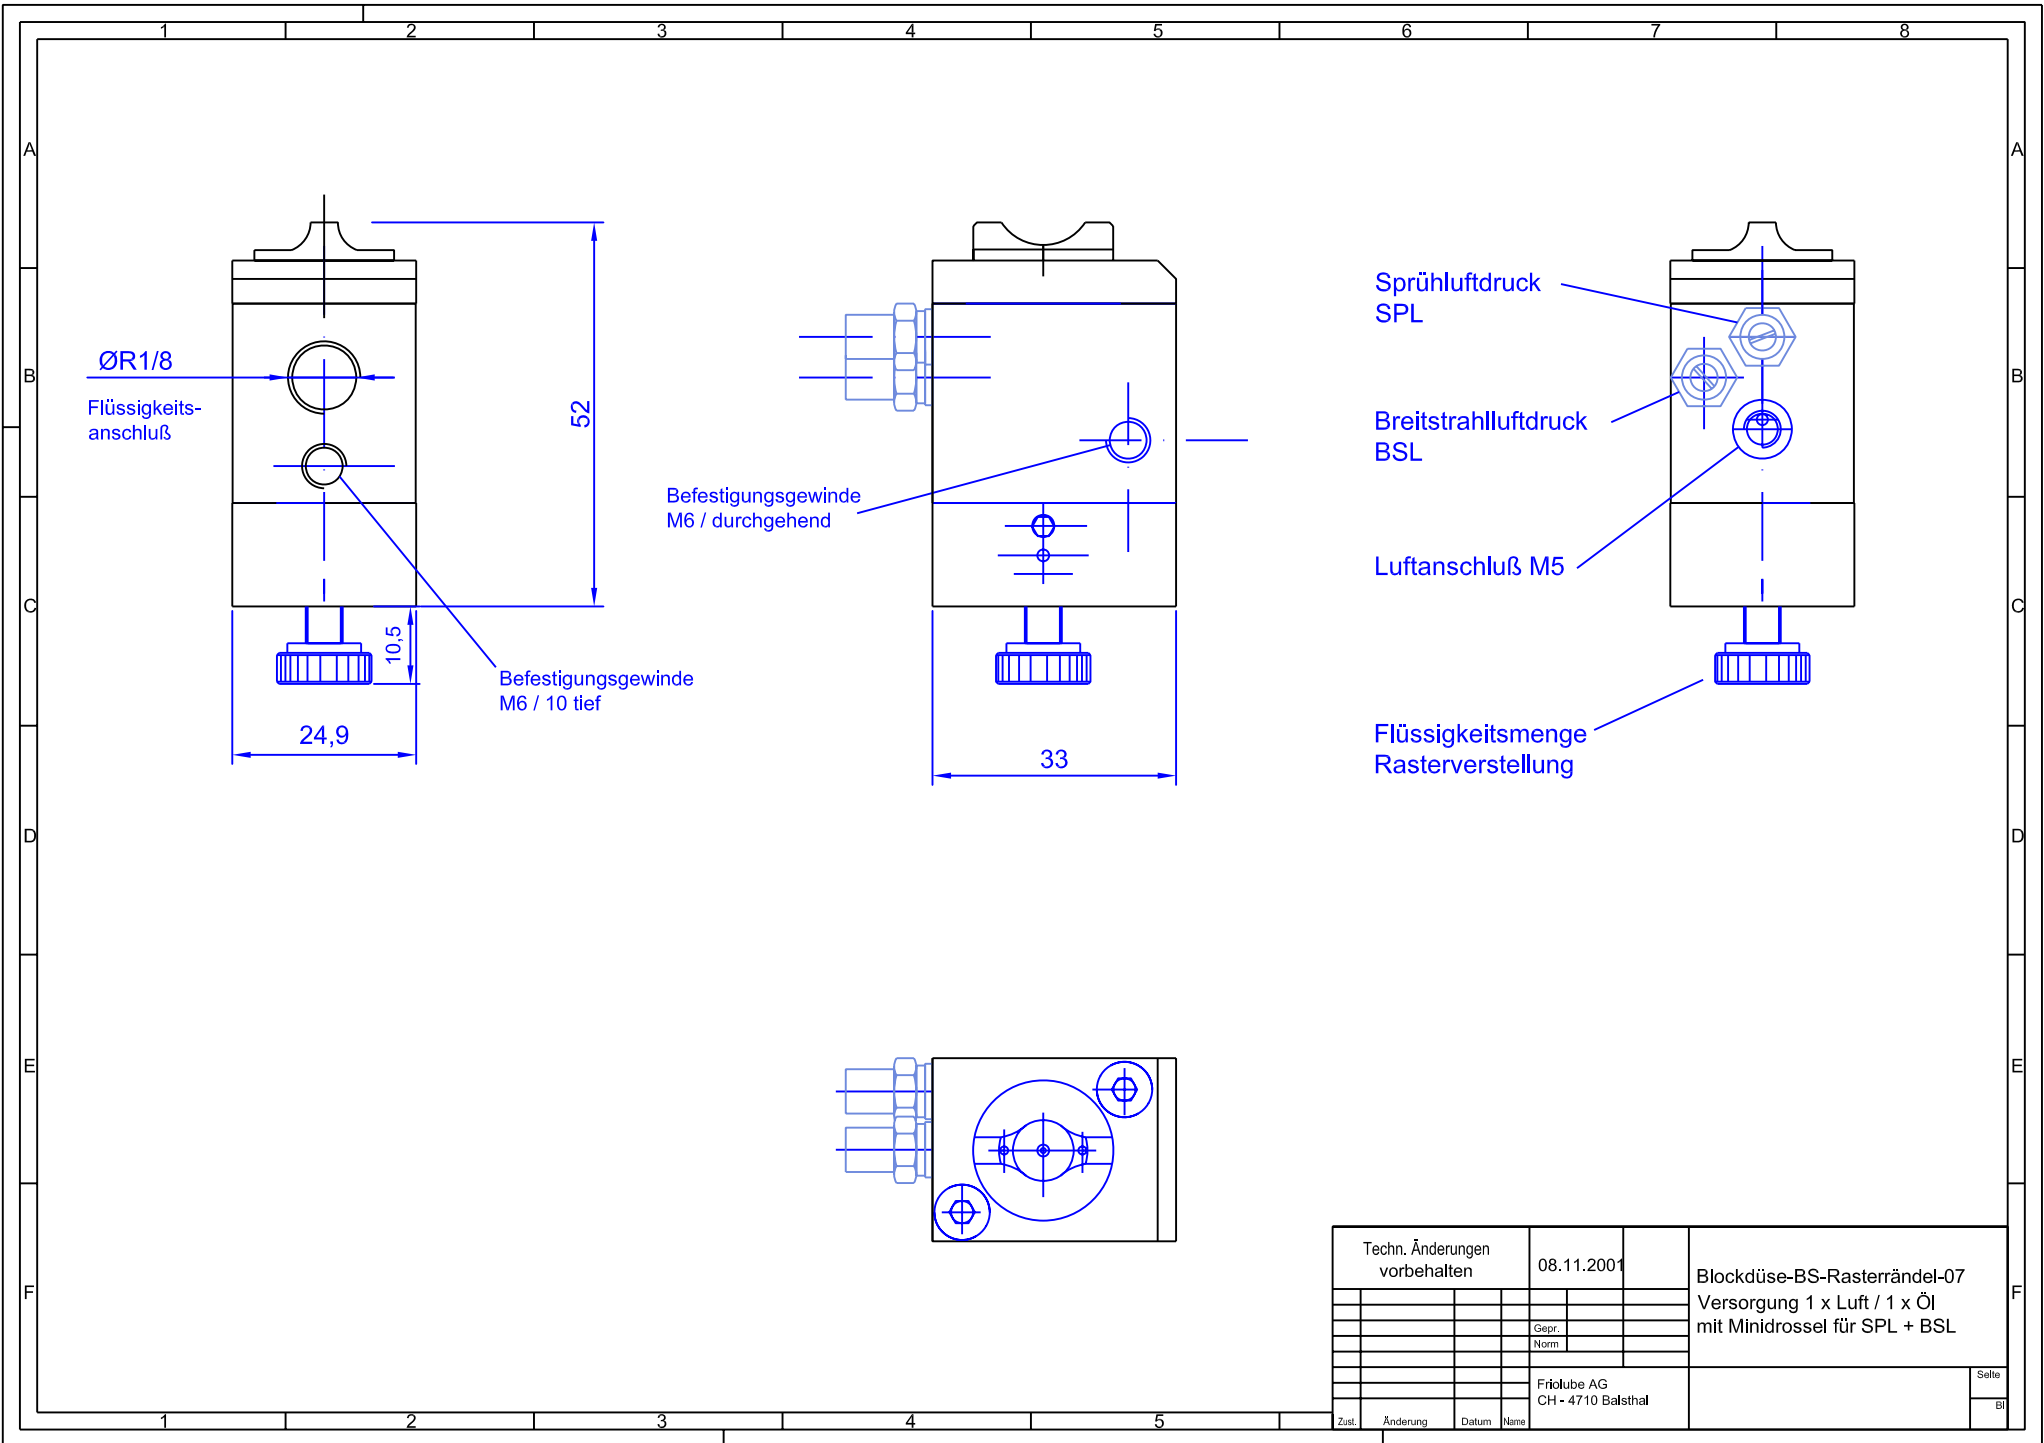 1 2 3 4 5 6 7 8
A A
B B
C C
D D
E E
F F
ØR1/8
Flüssigkeits-
anschluß
52
10,5
24,9
Befestigungsgewinde
M6 / 10 tief
Befestigungsgewinde
M6 / durchgehend
33
Sprühluftdruck
SPL
Breitstrahlluftdruck
BSL
Luftanschluß M5
Flüssigkeitsmenge
Rasterverstellung
Techn. Änderungen
vorbehalten
08.11.2001
Blockdüse-BS-Rasterrändel-07
Versorgung 1 x Luft / 1 x Öl
mit Minidrossel für SPL + BSL
Gepr.
Norm
Friolube AG
CH - 4710 Balsthal
Seite
Bl
Zust. Änderung Datum Name
1 2 3 4 5